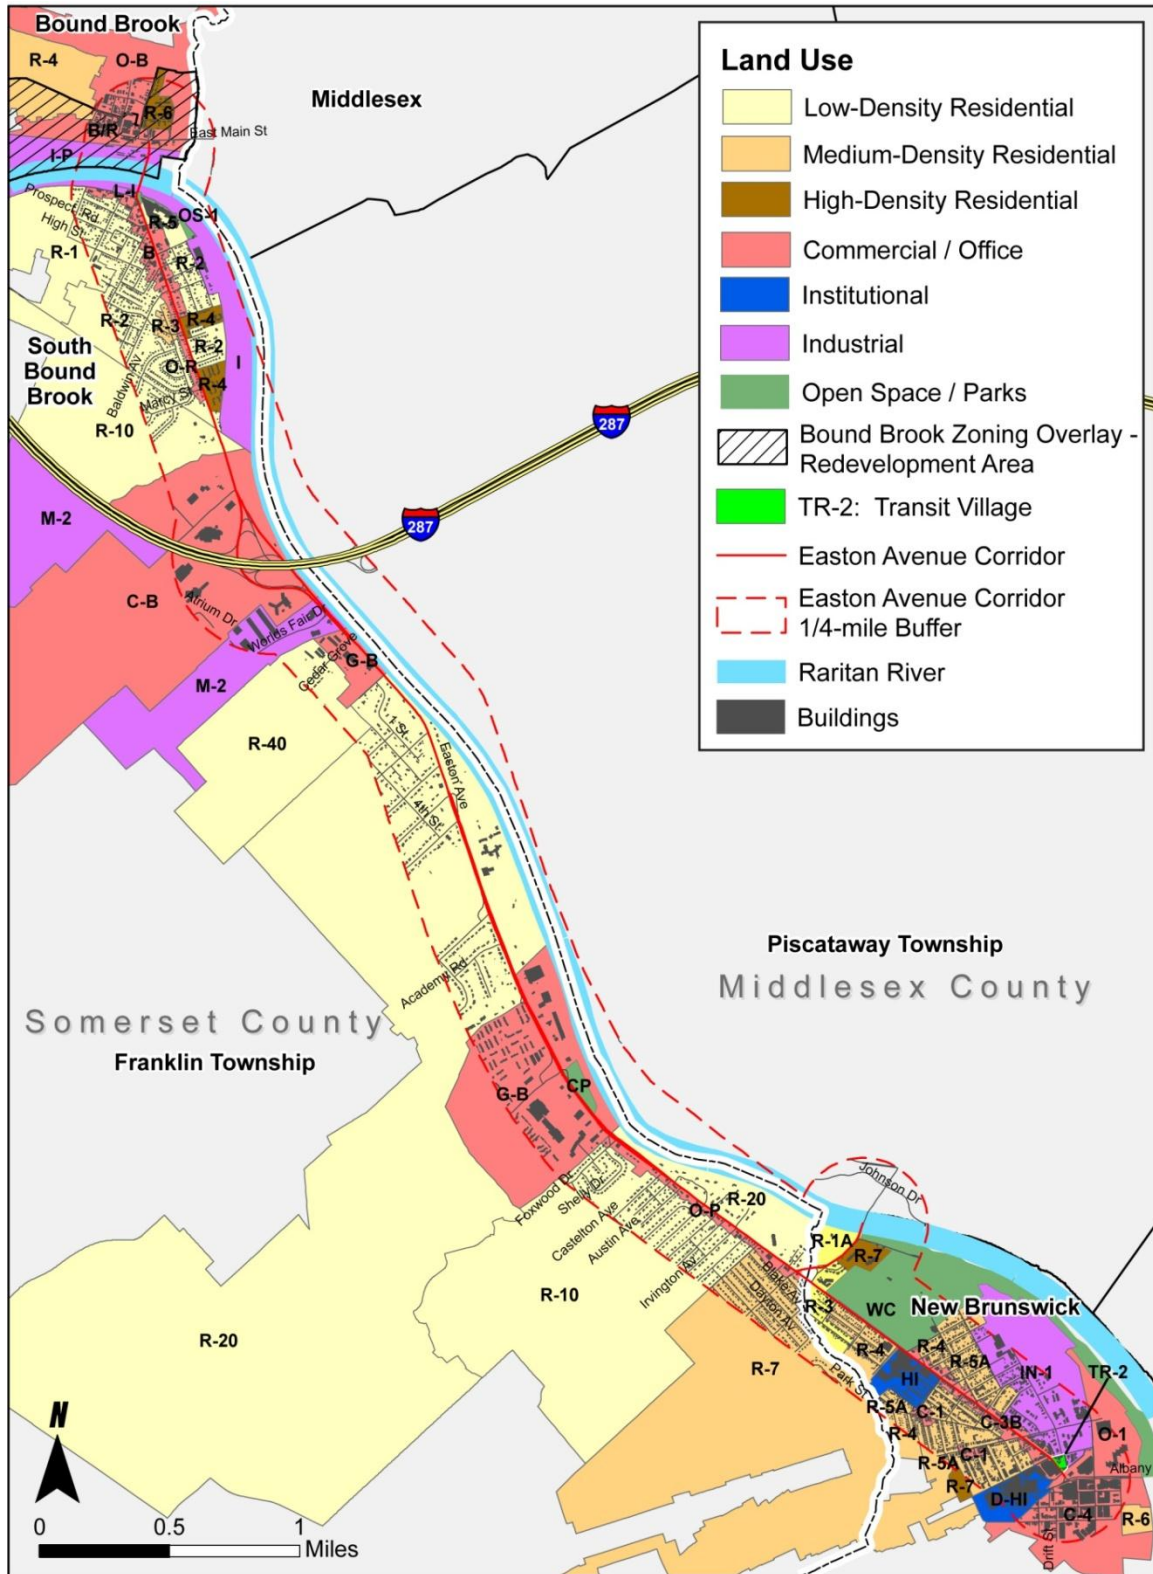 Bound Brook
R-4
O-B
Middlesex
R-6
B/R
East Main St
I-P
L-I
Prospect Rd
OS-1
R-5
High St
R-1
B
R-2
R-2
R-3
R-4
R-2
South
Bound
Brook
O-R
I
R-4
Baldwin Av
Marcy St
R-10
287
287
M-2
C-B
Atrium Dr
Worlds Fair Dr
Cedar Grove
G-B
M-2
R-40
1 St
Easton Ave
4th St
Academy Rd
Piscataway Township
Middlesex County
Somerset County
Franklin Township
G-B
CP
Foxwood Dr
Shelly Dr
Castelton Ave
Austin Ave
Irvington Av
O-P
R-20
Johnson Dr
R-1A
R-7
Blake Av
Dayton Av
R-3
WC
New Brunswick
R-10
R-20
R-7
R-4
R-4
R-5A
IN-1
TR-2
Park St
HI
R-5A
C-1
R-4
C-3B
O-1
R-5A
C-1
Albany
R-7
D-HI
C-4
R-6
Drift St
N
0 0.5 1
Miles
Land Use
Low-Density Residential
Medium-Density Residential
High-Density Residential
Commercial / Office
Institutional
Industrial
Open Space / Parks
Bound Brook Zoning Overlay -
Redevelopment Area
TR-2: Transit Village
Easton Avenue Corridor
Easton Avenue Corridor
1/4-mile Buffer
Raritan River
Buildings